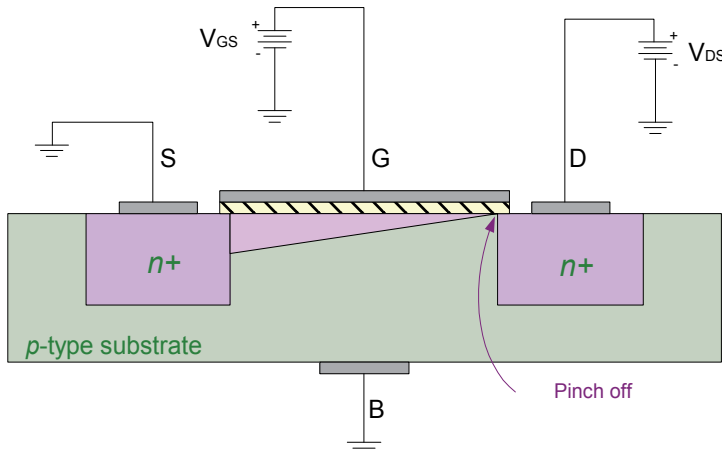 +
VGS
-
+
VDS
-
S
G
D
n+
n+
p-type substrate
Pinch off
B